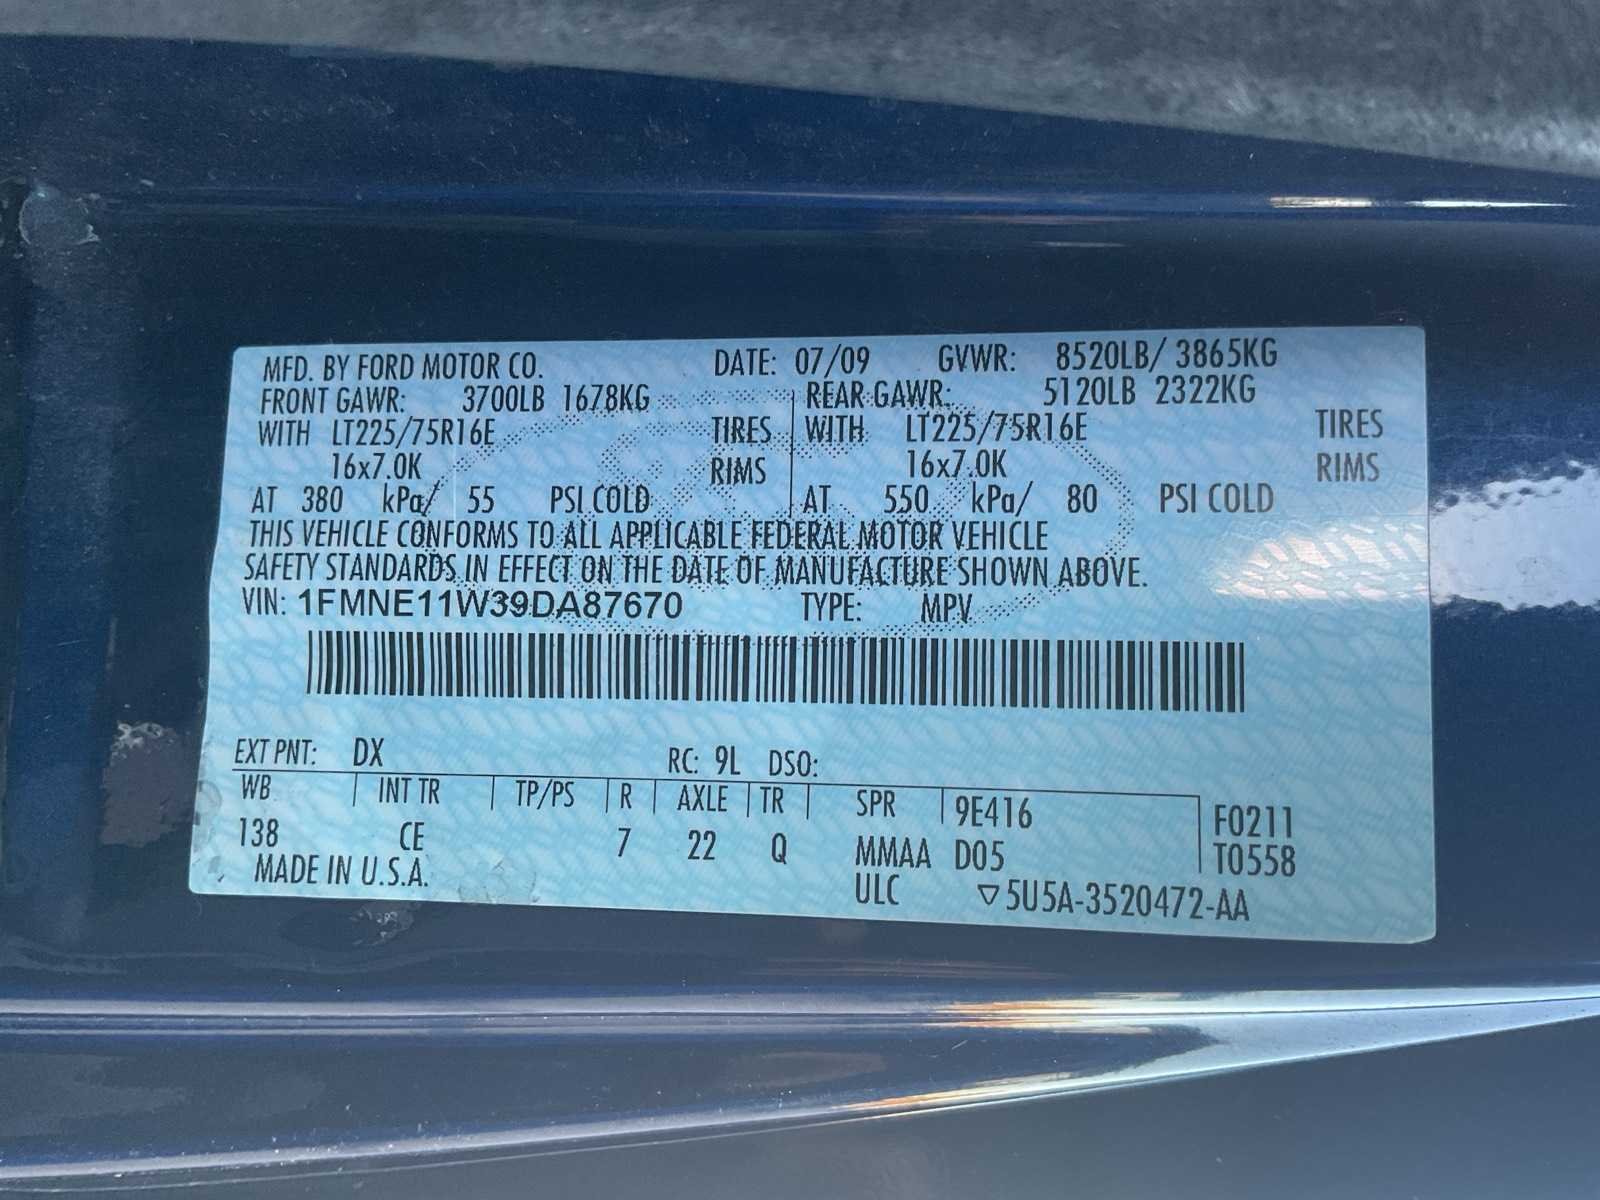 MFD. BY FORD MOTOR CO. DATE: 07/09 GVWR: 8520LB/ 3865KG
FRONT GAWR: 3700LB 1678KG REAR GAWR: 5120LB 2322KG
WITH LT225/75R16E TIRES WITH LT225/75R16E TIRES
16x7.0K RIMS 16x7.0K RIMS
AT 380 kPa/ 55 PSI COLD AT 550 kPa/ 80 PSI COLD
THIS VEHICLE CONFORMS TO ALL APPLICABLE FEDERAL MOTOR VEHICLE
SAFETY STANDARDS IN EFFECT ON THE DATE OF MANUFACTURE SHOWN ABOVE.
VIN: 1FMNE11W39DA87670 TYPE: MPV
EXT PNT: DX RC: 9L DSO:
WB INT TR TP/PS R AXLE TR SPR 9E416 F0211
138 CE 7 22 Q MMAA D05 T0558
MADE IN U.S.A. ULC ▽5U5A-3520472-AA